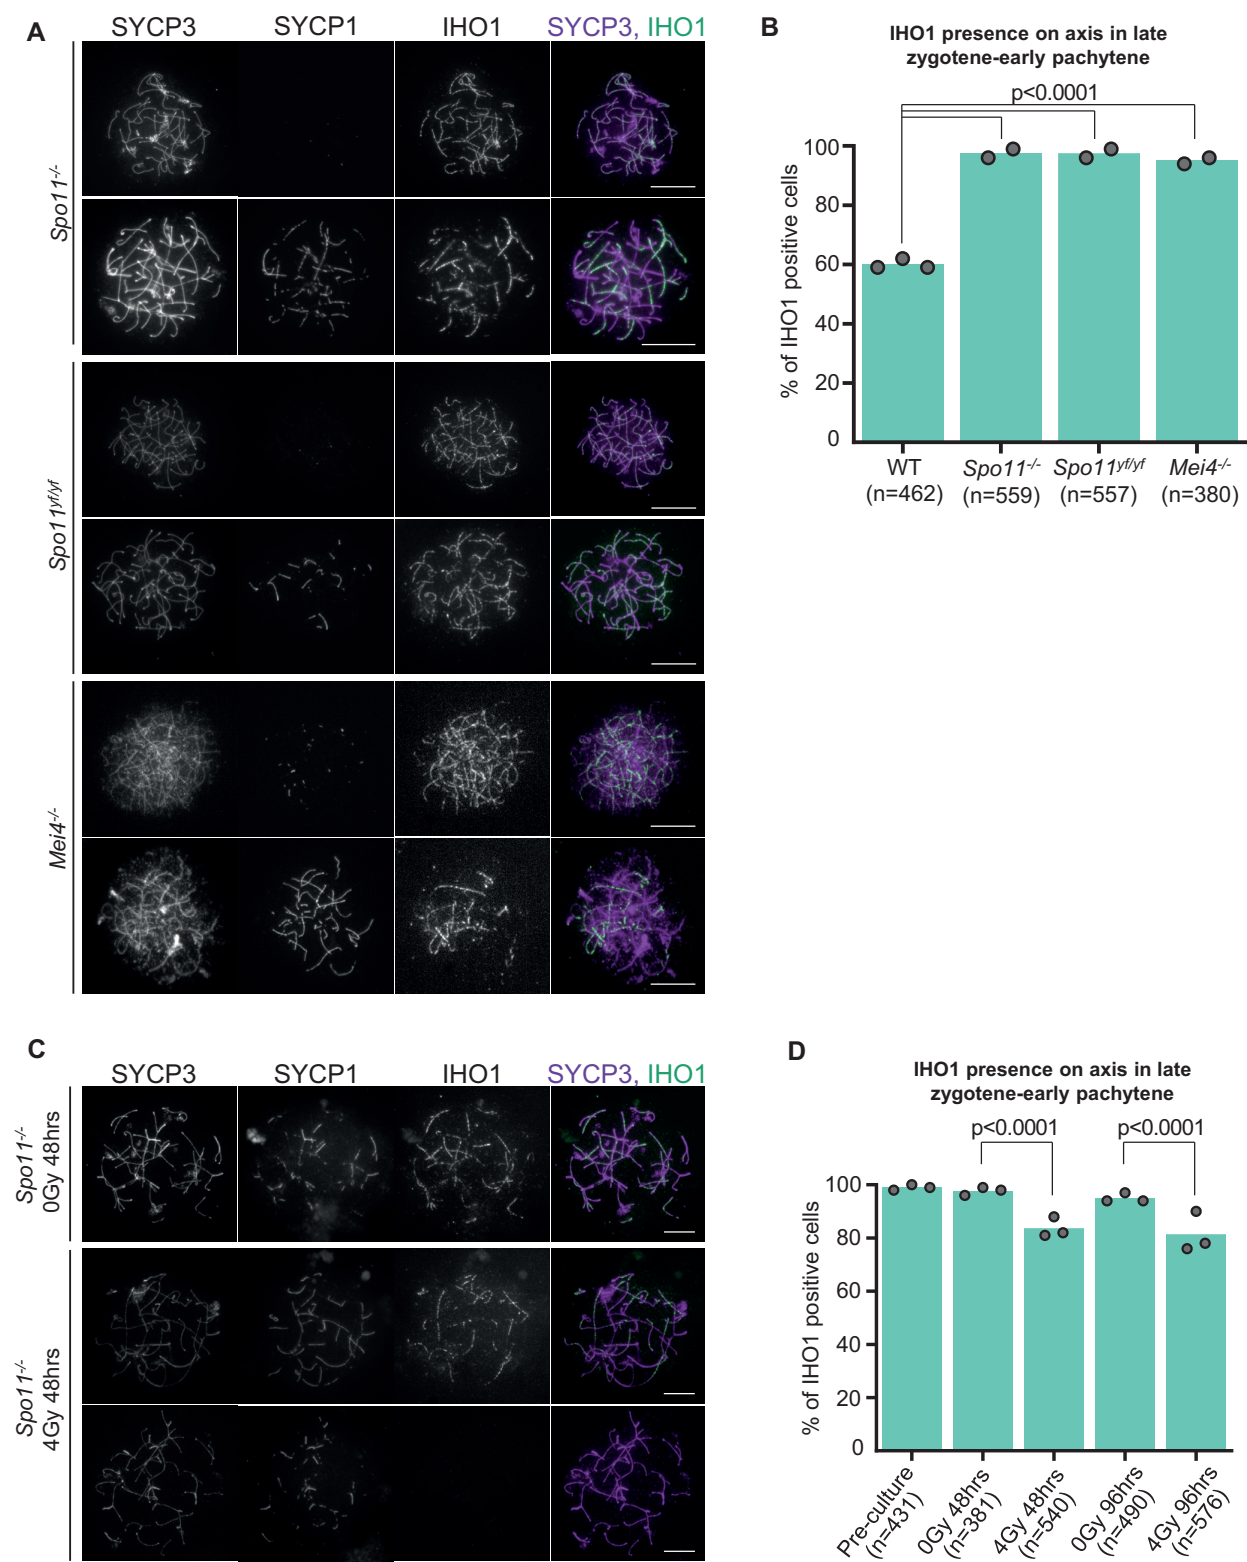 A
SYCP3
SYCP1
IHO1
SYCP3, IHO1
Spo11-/-
Spo11yf/yf
Mei4-/-
B
IHO1 presence on axis in late
zygotene-early pachytene
p<0.0001
% of IHO1 positive cells
100
80
60
40
20
0
WT
(n=462)
Spo11-/-
(n=559)
Spo11yf/yf
(n=557)
Mei4-/-
(n=380)
C
SYCP3
SYCP1
IHO1
SYCP3, IHO1
Spo11-/-
0Gy 48hrs
Spo11-/-
4Gy 48hrs
D
IHO1 presence on axis in late
zygotene-early pachytene
p<0.0001
p<0.0001
% of IHO1 positive cells
100
80
60
40
20
0
Pre-culture
(n=431)
0Gy 48hrs
(n=381)
4Gy 48hrs
(n=540)
0Gy 96hrs
(n=490)
4Gy 96hrs
(n=576)